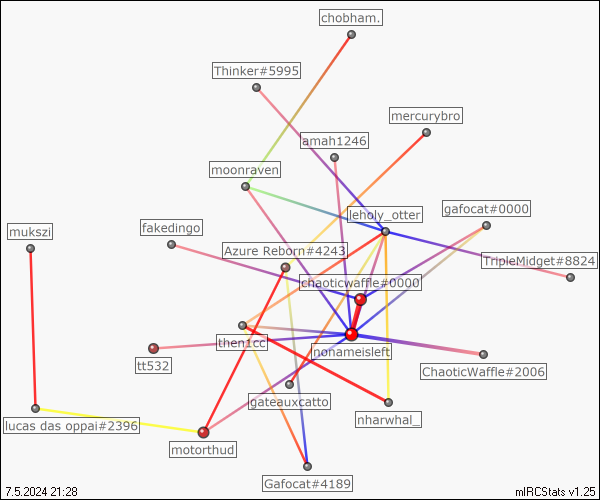 chobham.
Thinker#5995
mercurybro
amah1246
moonraven
leholy_otter
gafocat#0000
fakedingo
mukszi
Azure Reborn#4243
TripleMidget#8824
chaoticwaffle#0000
then1cc
nonameisleft
tt532
ChaoticWaffle#2006
gateauxcatto
nharwhal_
lucas das oppai#2396
motorthud
Gafocat#4189
7.5.2024 21:28
mIRCStats v1.25